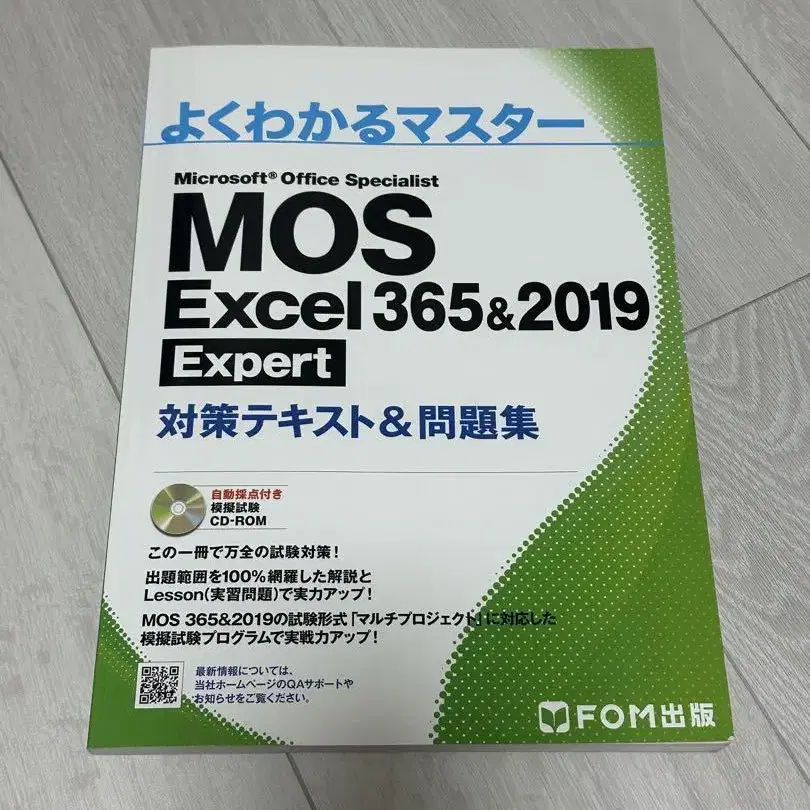 よくわかるマスター
Microsoft® Office Specialist
MOS
Excel 365&2019
Expert
対策テキスト&問題集
自動採点付き
模擬試験
CD-ROM
この一冊で万全の試験対策！
出題範囲を100%網羅した解説と
Lesson(実習問題)で実力アップ！
MOS 365&2019の試験形式「マルチプロジェクト」に対応した
模擬試験プログラムで実戦力アップ！
最新情報については、
当社ホームページのQAサポートや
お知らせをご覧ください。
FOM出版